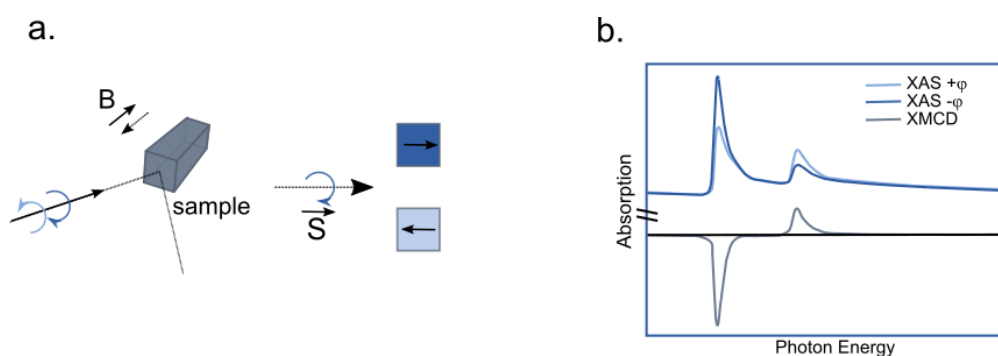 a.
B
sample
S
b.
XAS +φ
XAS -φ
XMCD
Absorption
Photon Energy